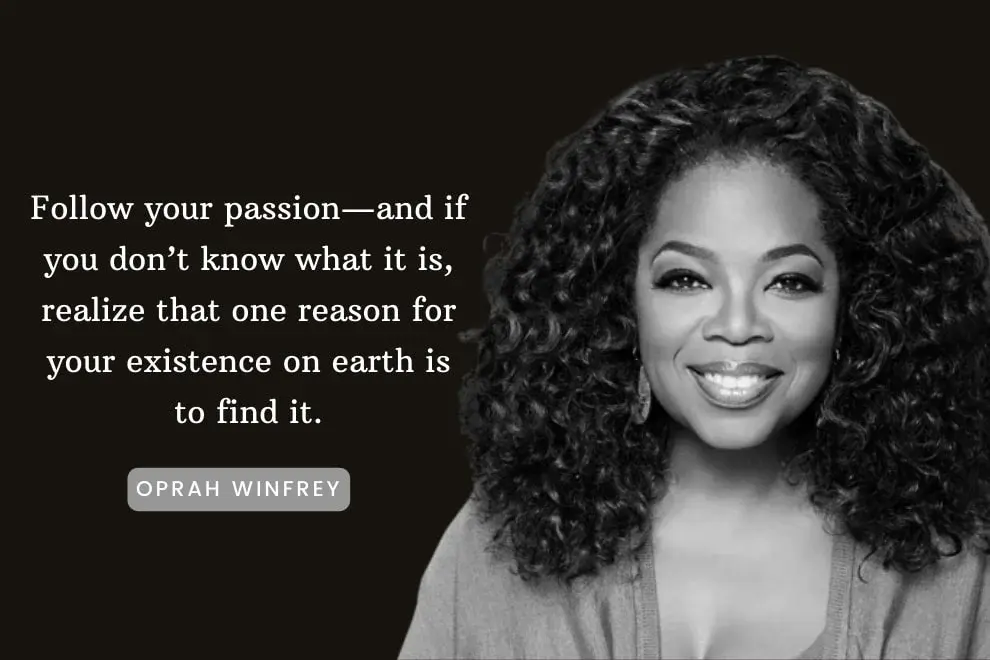 Follow your passion—and if
you don’t know what it is,
realize that one reason for
your existence on earth is
to find it.
OPRAH WINFREY